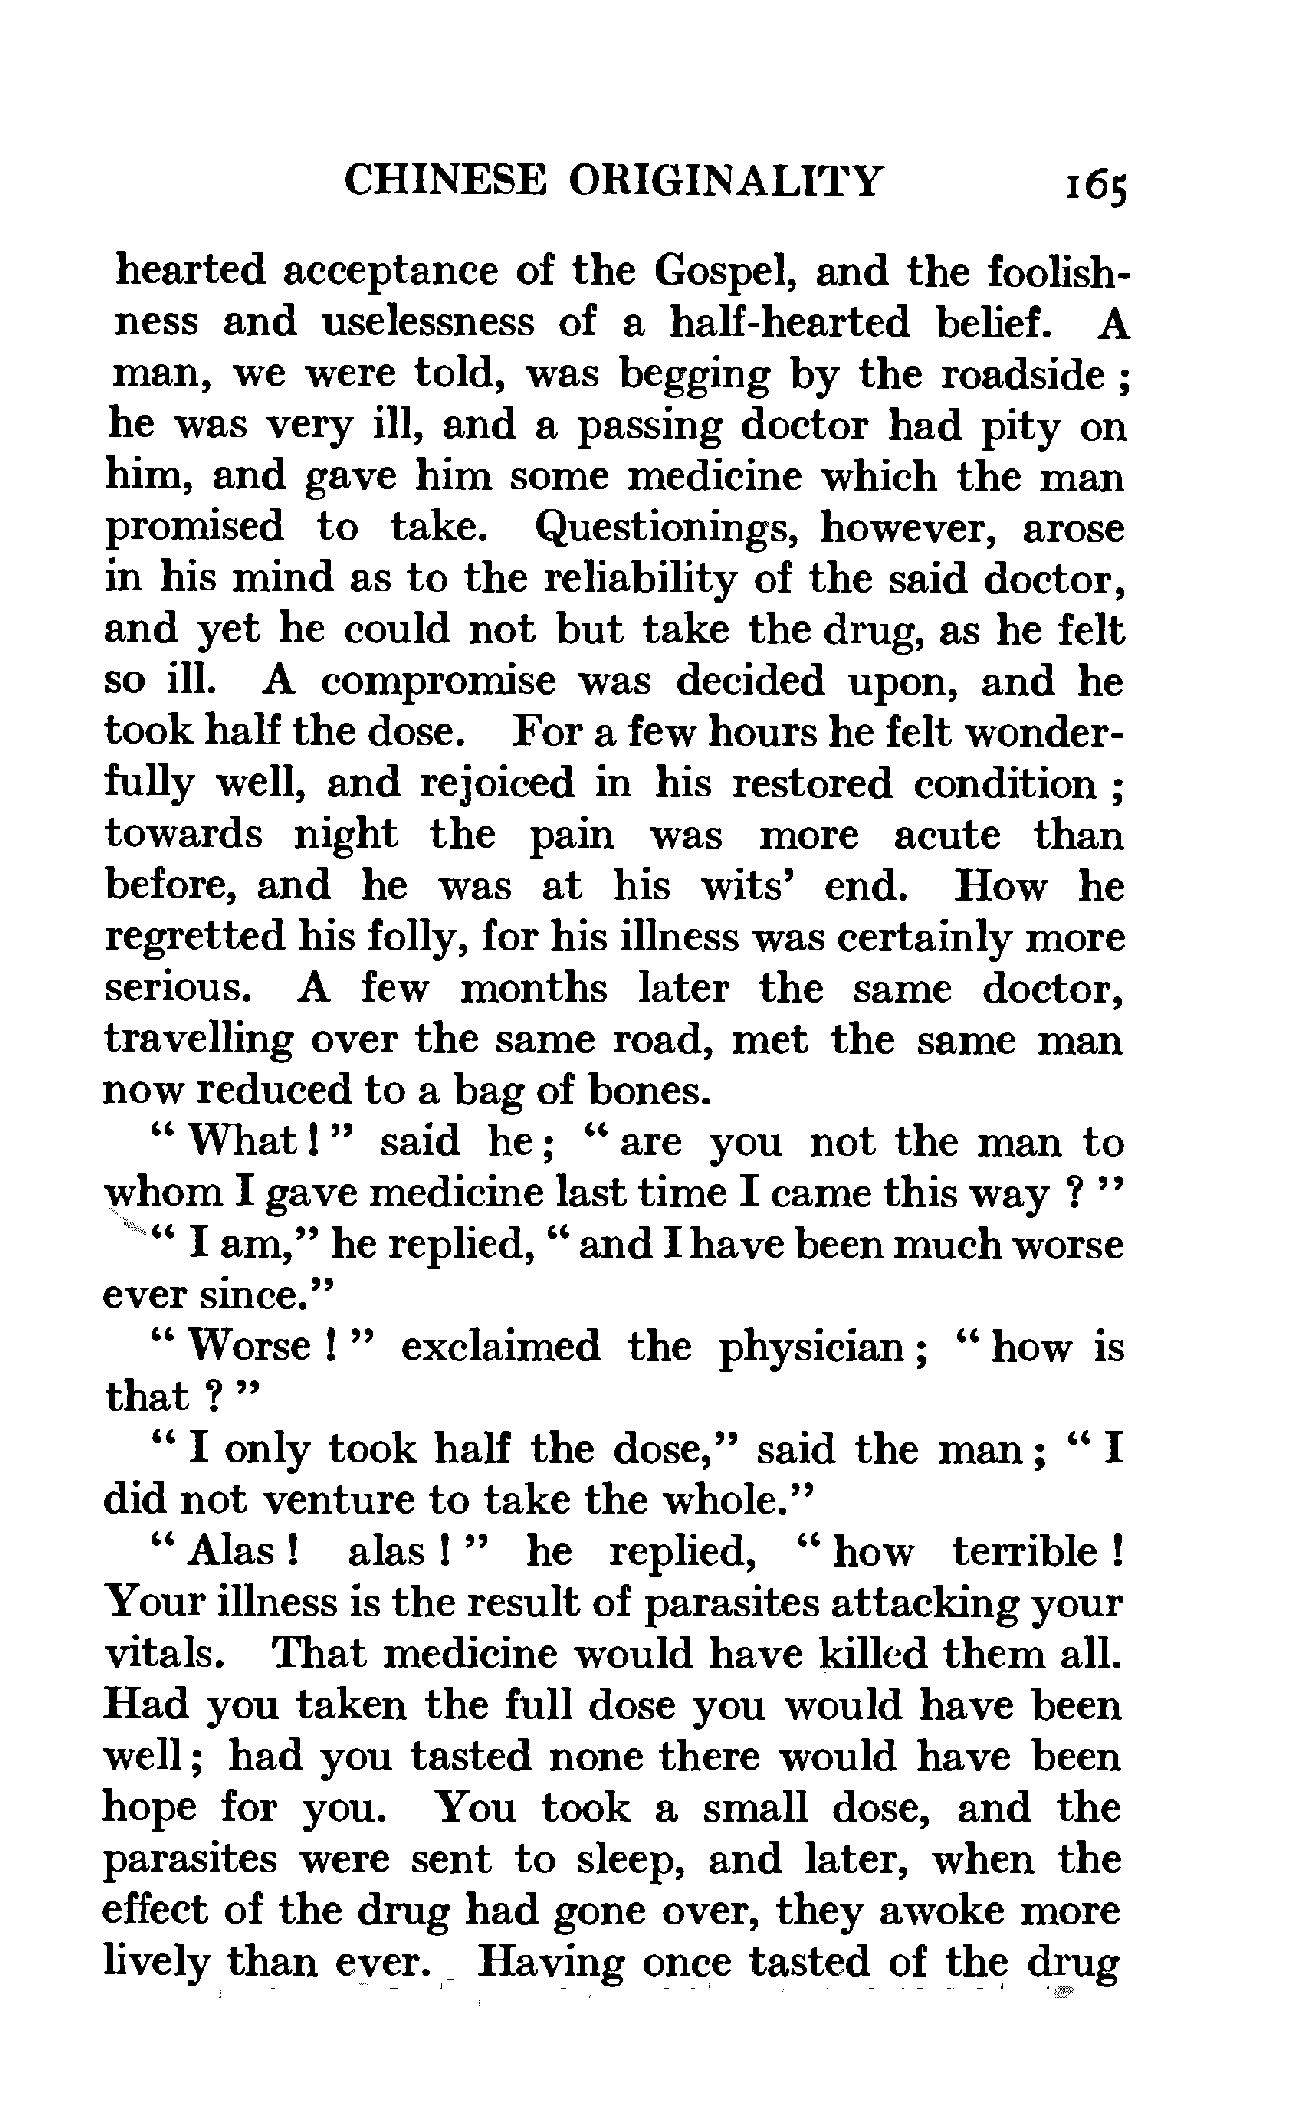 CHINESE ORIGINALITY 165
hearted acceptance of the Gospel, and the foolish-
ness and uselessness of a half-hearted belief. A
man, we were told, was begging by the roadside ;
he was very ill, and a passing doctor had pity on
him, and gave him some medicine which the man
promised to take. Questionings, however, arose
in his mind as to the reliability of the said doctor,
and yet he could not but take the drug, as he felt
so ill. A compromise was decided upon, and he
took half the dose. For a few hours he felt wonder-
fully well, and rejoiced in his restored condition ;
towards night the pain was more acute than
before, and he was at his wits' end. How he
regretted his folly, for his illness was certainly more
serious. A few months later the same doctor,
travelling over the same road, met the same man
now reduced to a bag of bones.
" What ! " said he ; " are you not the man to
whom I gave medicine last time I came this way ? "
" I am," he replied, " and I have been much worse
ever since."
" Worse ! " exclaimed the physician ; " how is
that ? "
" I only took half the dose," said the man ; " I
did not venture to take the whole."
" Alas ! alas ! " he replied, " how terrible !
Your illness is the result of parasites attacking your
vitals. That medicine would have killed them all.
Had you taken the full dose you would have been
well ; had you tasted none there would have been
hope for you. You took a small dose, and the
parasites were sent to sleep, and later, when the
effect of the drug had gone over, they awoke more
lively than ever. Having once tasted of the drug